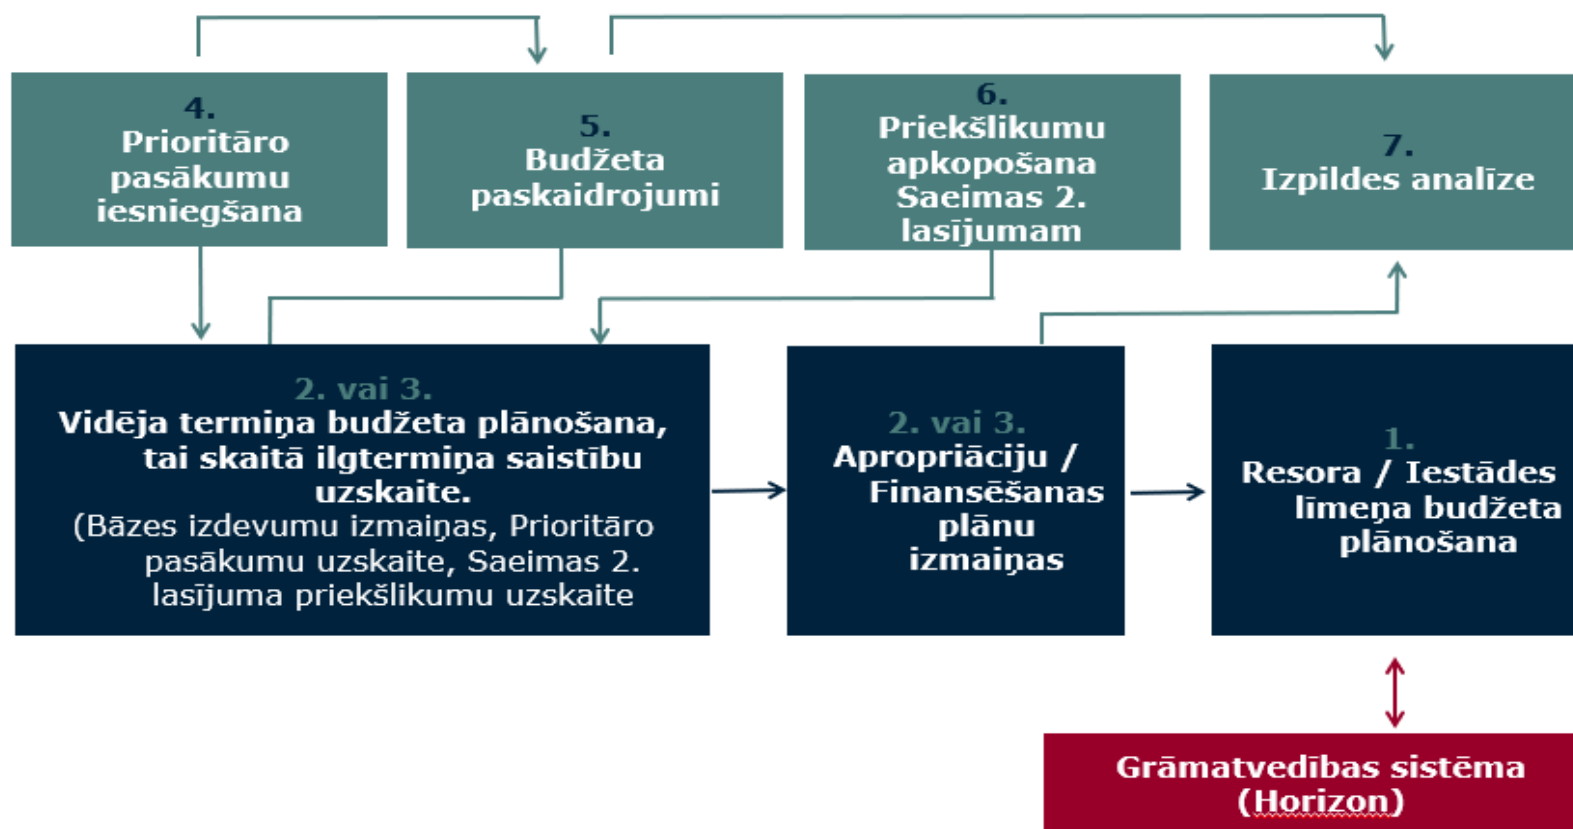 4.
Prioritāro
pasākumu
iesniegšana
5.
Budžeta
paskaidrojumi
6.
Priekšlikumu
apkopošana
Saeimas 2.
lasījumam
7.
Izpildes analīze
2. vai 3.
Vidēja termiņa budžeta plānošana,
tai skaitā ilgtermiņa saistību
uzskaite.
(Bāzes izdevumu izmaiņas, Prioritāro
pasākumu uzskaite, Saeimas 2.
lasījuma priekšlikumu uzskaite
2. vai 3.
Apropriāciju /
Finansēšanas
plānu
izmaiņas
1.
Resora / Iestādes
līmeņa budžeta
plānošana
Grāmatvedības sistēma
(Horizon)